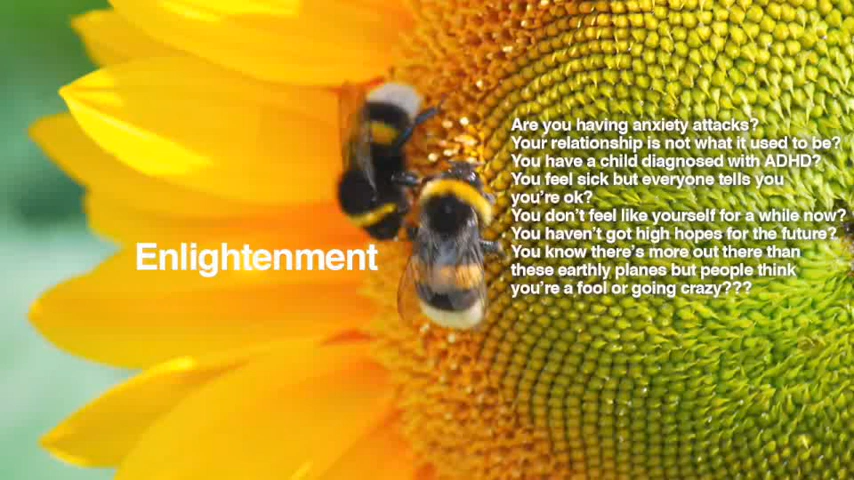 Enlightenment
Are you having anxiety attacks?
Your relationship is not what it used to be?
You have a child diagnosed with ADHD?
You feel sick but everyone tells you
you're ok?
You don't feel like yourself for a while now?
You haven't got high hopes for the future?
You know there's more out there than
these earthly planes but people think
you're a fool or going crazy???